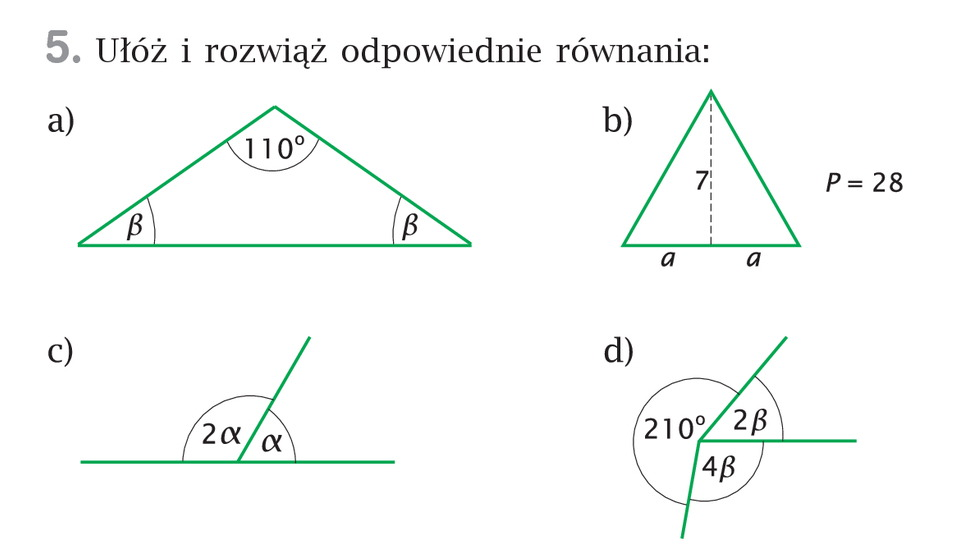 5. Ułóż i rozwiąż odpowiednie równania:
a)
110°
β
β
b)
7
P = 28
a
a
c)
2α
α
d)
210°
2β
4β